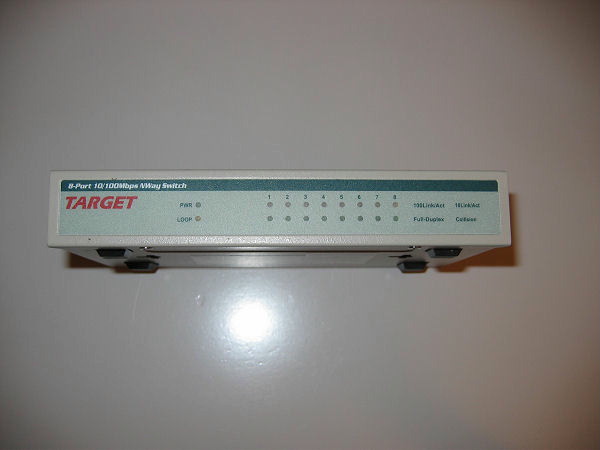 8-Port 10/100Mbps NWay Switch
TARGET
1 2 3 4 5 6 7 8
PWR 100Link/Act 10Link/Act
LOOP Full-Duplex Collision